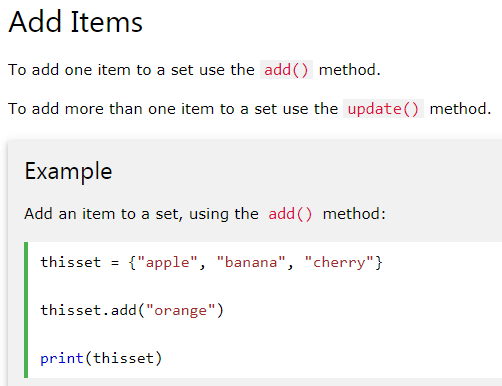 Add Items
To add one item to a set use the add() method.
To add more than one item to a set use the update() method.
Example
Add an item to a set, using the add() method:
thisset = {"apple", "banana", "cherry"}
thisset.add("orange")
print(thisset)